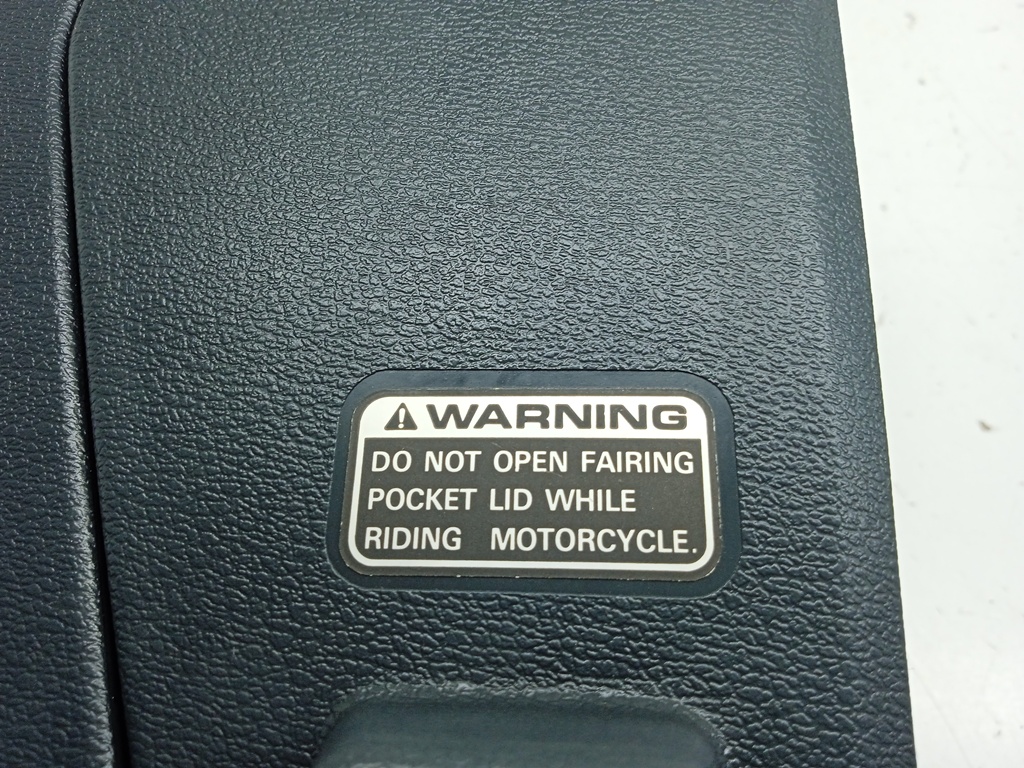 WARNING
DO NOT OPEN FAIRING
POCKET LID WHILE
RIDING MOTORCYCLE.